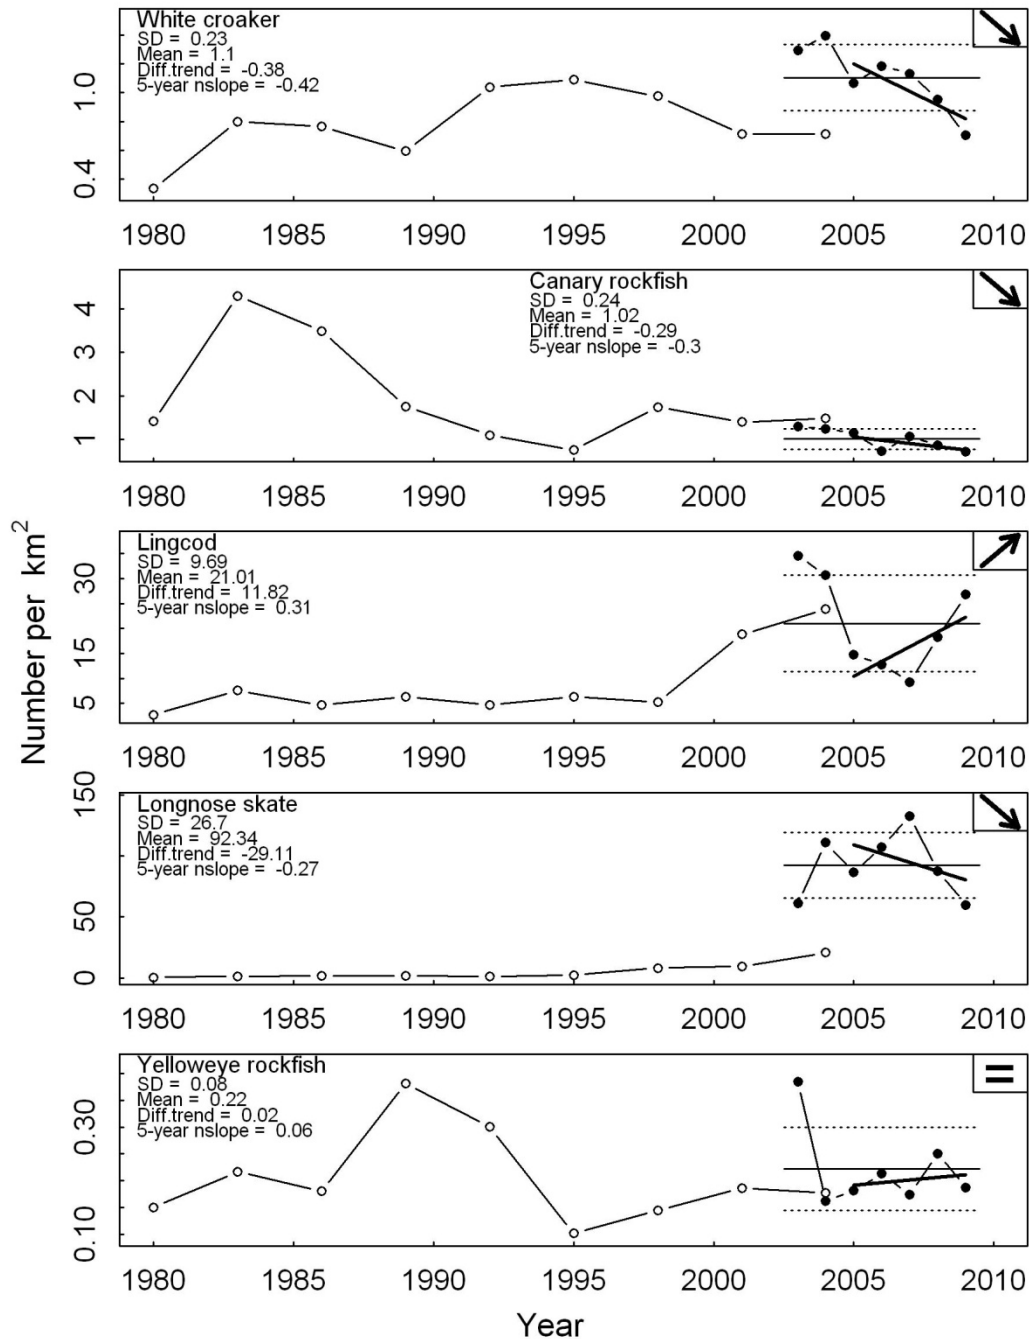 White croaker
SD = 0.23
Mean = 1.1
Diff.trend = -0.38
5-year nslope = -0.42
1.0
0.4
1980 1985 1990 1995 2000 2005 2010
Canary rockfish
SD = 0.24
Mean = 1.02
Diff.trend = -0.29
5-year nslope = -0.3
4
3
2
1
1980 1985 1990 1995 2000 2005 2010
Number per km²
Lingcod
SD = 9.69
Mean = 21.01
Diff.trend = 11.82
5-year nslope = 0.31
30
15
5
1980 1985 1990 1995 2000 2005 2010
Longnose skate
SD = 26.7
Mean = 92.34
Diff.trend = -29.11
5-year nslope = -0.27
150
50
0
1980 1985 1990 1995 2000 2005 2010
Yelloweye rockfish
SD = 0.08
Mean = 0.22
Diff.trend = 0.02
5-year nslope = 0.06
=
0.30
0.10
1980 1985 1990 1995 2000 2005 2010
Year